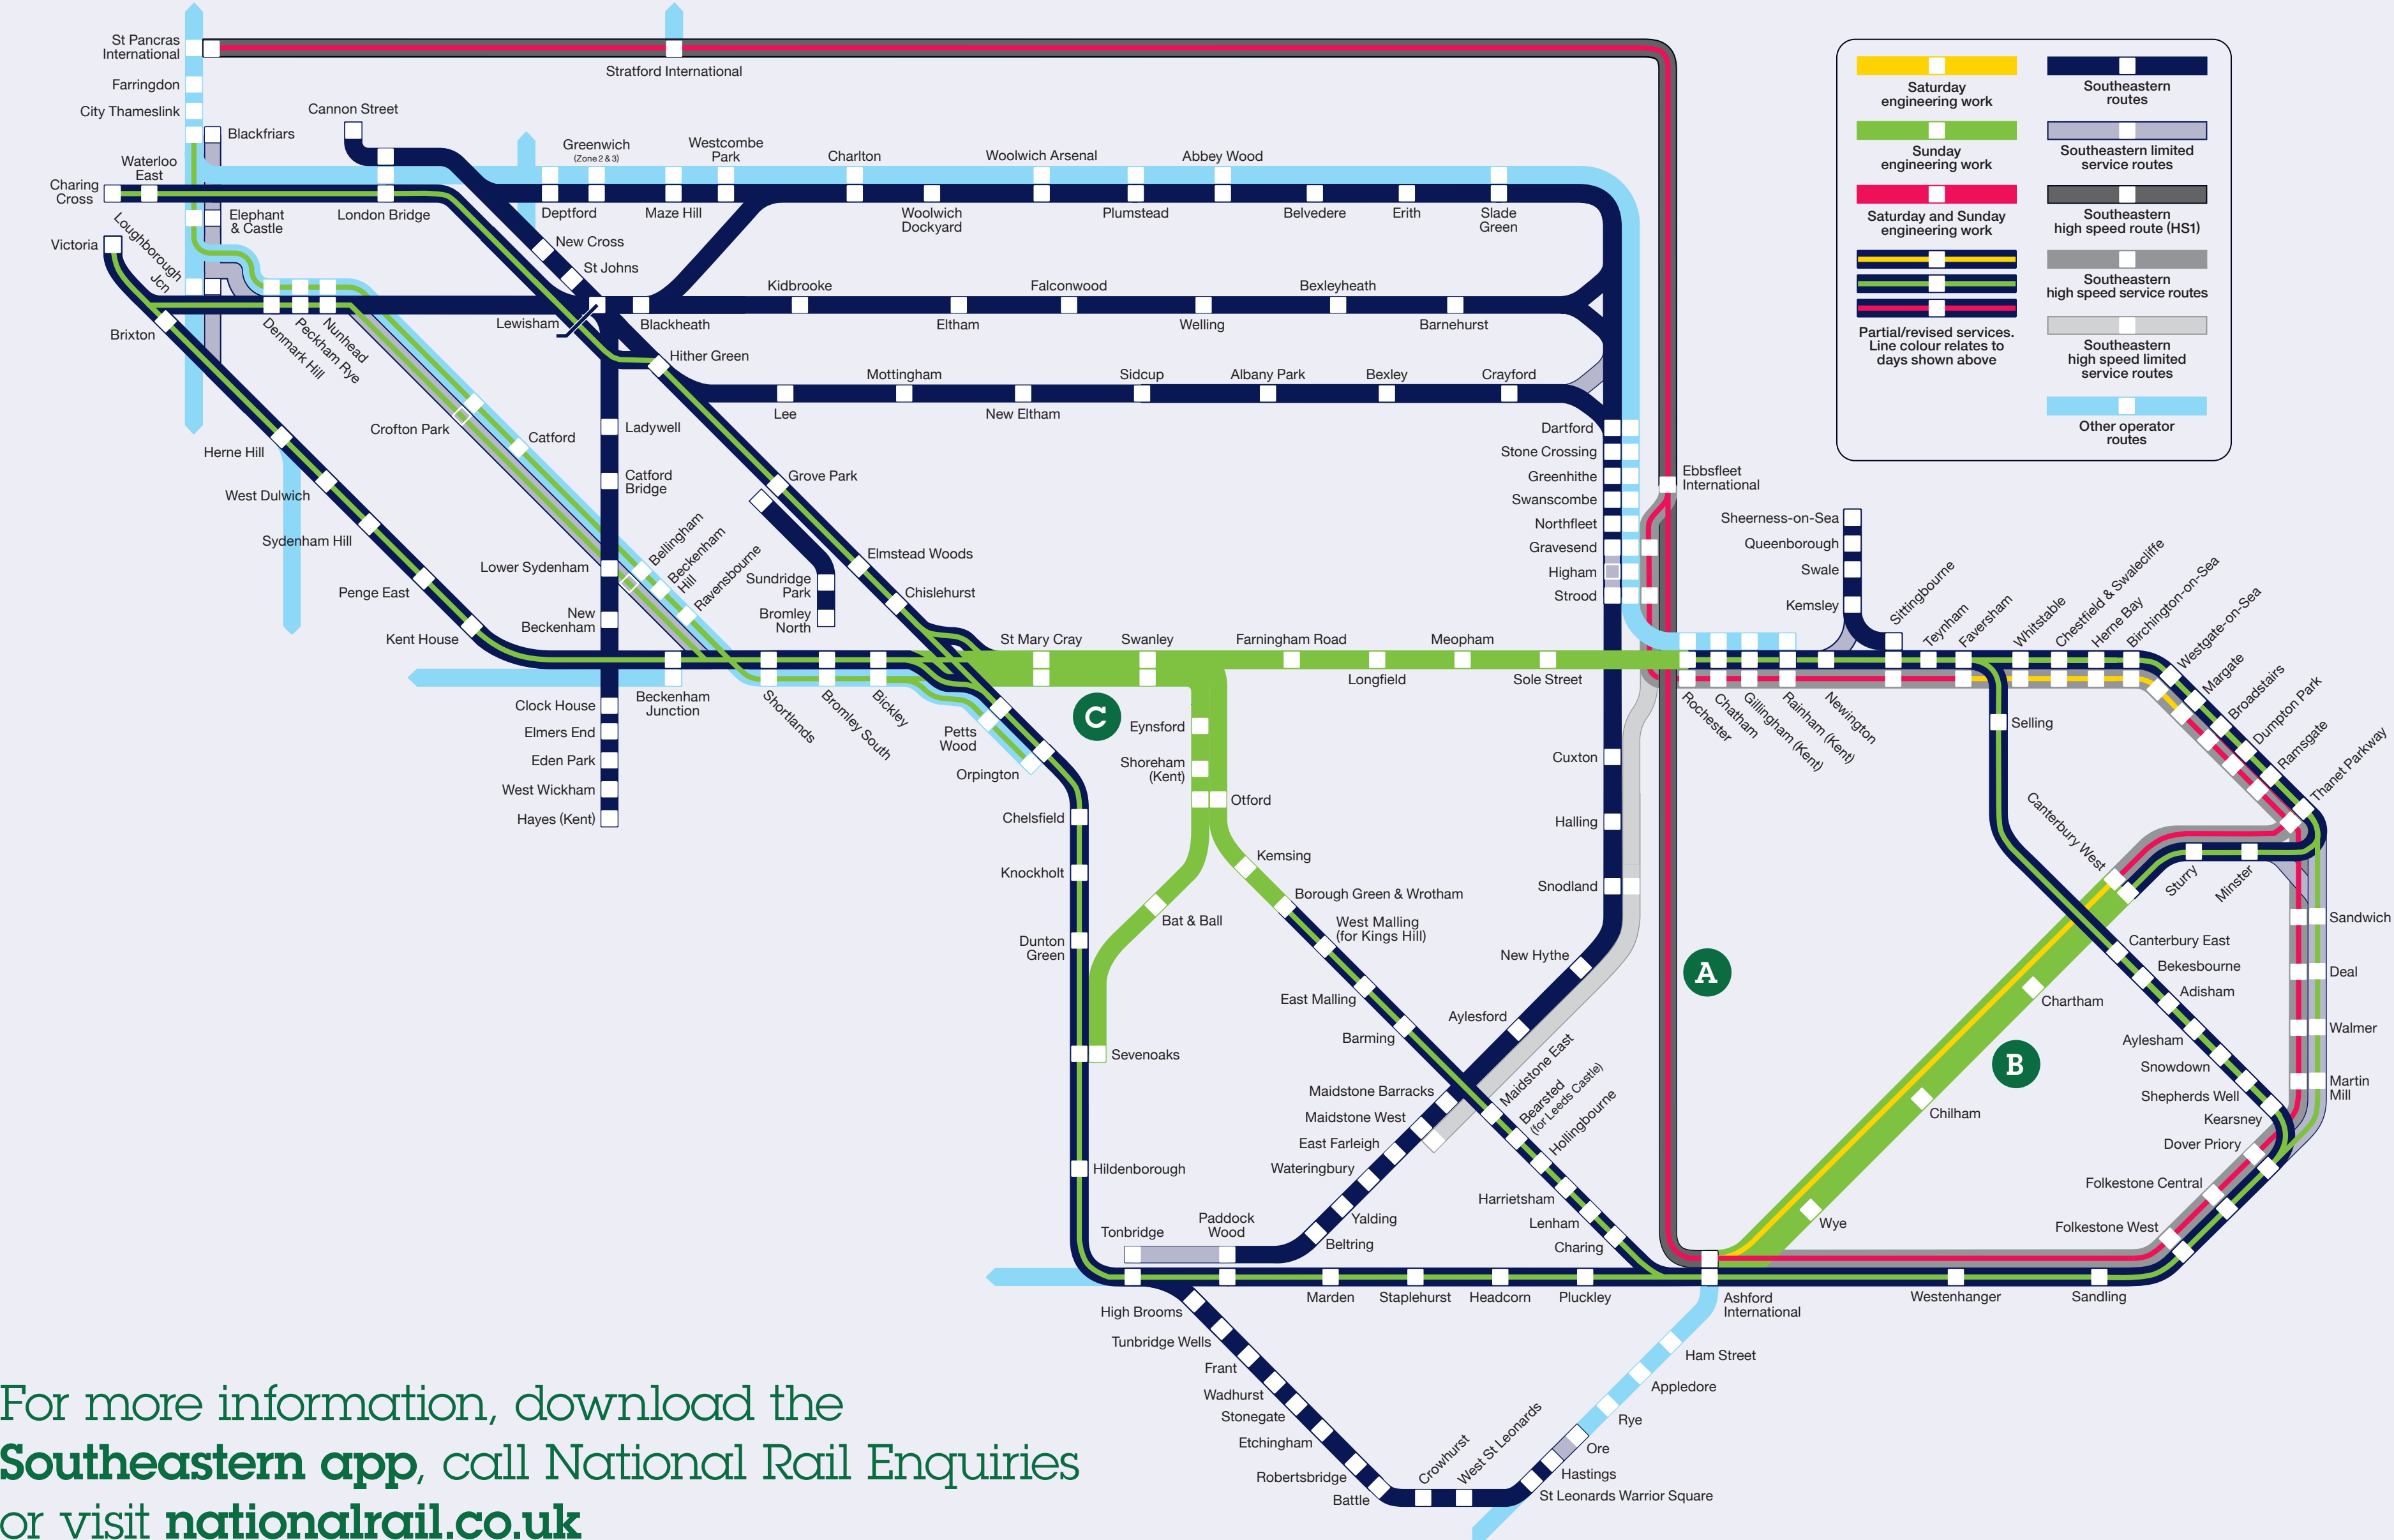 St Pancras
International
Stratford International
Farringdon
City Thameslink
Blackfriars
Cannon Street
Waterloo
East
Charing
Cross
London Bridge
Elephant
& Castle
Loughborough
Jcn
Victoria
Greenwich
(Zone 2 & 3)
Westcombe
Park
Charlton
Woolwich Arsenal
Abbey Wood
Deptford
Maze Hill
Woolwich
Dockyard
Plumstead
Belvedere
Erith
Slade
Green
New Cross
St Johns
Lewisham
Blackheath
Kidbrooke
Eltham
Falconwood
Welling
Bexleyheath
Barnehurst
Brixton
Denmark Hill
Peckham Rye
Nunhead
Hither Green
Lee
Mottingham
New Eltham
Sidcup
Albany Park
Bexley
Crayford
Crofton Park
Catford
Ladywell
Catford
Bridge
Herne Hill
West Dulwich
Sydenham Hill
Penge East
Kent House
Lower Sydenham
New
Beckenham
Bellingham
Beckenham
Hill
Ravensbourne
Grove Park
Sundridge
Park
Bromley
North
Elmstead Woods
Chislehurst
Clock House
Elmers End
Eden Park
West Wickham
Hayes (Kent)
Beckenham
Junction
Shortlands
Bromley South
Bickley
Petts
Wood
Orpington
St Mary Cray
Swanley
Farningham Road
Longfield
Meopham
Sole Street
C
Eynsford
Shoreham
(Kent)
Otford
Kemsing
Borough Green & Wrotham
West Malling
(for Kings Hill)
East Malling
Barming
Bat & Ball
Sevenoaks
Chelsfield
Knockholt
Dunton
Green
Hildenborough
Tonbridge
Paddock
Wood
Dartford
Stone Crossing
Greenhithe
Swanscombe
Northfleet
Gravesend
Higham
Strood
Ebbsfleet
International
Cuxton
Halling
Snodland
New Hythe
Aylesford
Maidstone Barracks
Maidstone West
East Farleigh
Wateringbury
Yalding
Beltring
Maidstone East
Bearsted
(for Leeds Castle)
Hollingbourne
Harrietsham
Lenham
Charing
Marden
Staplehurst
Headcorn
Pluckley
Ashford
International
Westenhanger
Sandling
A
B
Sheerness-on-Sea
Queenborough
Swale
Kemsley
Sittingbourne
Teynham
Faversham
Whitstable
Chestfield & Swalecliffe
Herne Bay
Birchington-on-Sea
Westgate-on-Sea
Margate
Broadstairs
Dumpton Park
Ramsgate
Thanet Parkway
Rochester
Chatham
Gillingham (Kent)
Rainham (Kent)
Newington
Selling
Canterbury West
Sturry
Minster
Sandwich
Deal
Walmer
Martin
Mill
Canterbury East
Bekesbourne
Adisham
Aylesham
Snowdown
Shepherds Well
Kearsney
Dover Priory
Folkestone Central
Folkestone West
Chartham
Chilham
Wye
High Brooms
Tunbridge Wells
Frant
Wadhurst
Stonegate
Etchingham
Robertsbridge
Battle
Crowhurst
West St Leonards
St Leonards Warrior Square
Hastings
Ore
Rye
Appledore
Ham Street
Saturday
engineering work
Sunday
engineering work
Saturday and Sunday
engineering work
Partial/revised services.
Line colour relates to
days shown above
Southeastern
routes
Southeastern limited
service routes
Southeastern
high speed route (HS1)
Southeastern
high speed service routes
Southeastern
high speed limited
service routes
Other operator
routes
For more information, download the
Southeastern app, call National Rail Enquiries
or visit nationalrail.co.uk